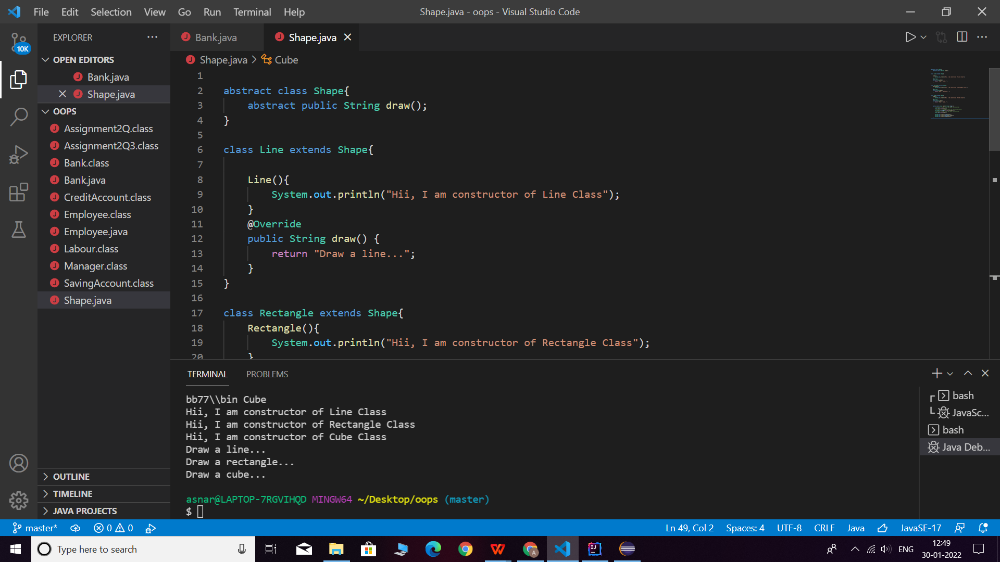 File Edit Selection View Go Run Terminal Help
Shape.java - oops - Visual Studio Code
10K
EXPLORER
OPEN EDITORS
Bank.java
Shape.java
OOPS
Assignment2Q.class
Assignment2Q3.class
Bank.class
Bank.java
CreditAccount.class
Employee.class
Employee.java
Labour.class
Manager.class
SavingAccount.class
Shape.java
OUTLINE
TIMELINE
JAVA PROJECTS
Bank.java Shape.java
Shape.java > Cube
1
2 abstract class Shape{
3 abstract public String draw();
4 }
5
6 class Line extends Shape{
7
8 Line(){
9 System.out.println("Hii, I am constructor of Line Class");
10 }
11 @Override
12 public String draw() {
13 return "Draw a line...";
14 }
15 }
16
17 class Rectangle extends Shape{
18 Rectangle(){
19 System.out.println("Hii, I am constructor of Rectangle Class");
20 }
TERMINAL PROBLEMS
bb77\\bin Cube
Hii, I am constructor of Line Class
Hii, I am constructor of Rectangle Class
Hii, I am constructor of Cube Class
Draw a line...
Draw a rectangle...
Draw a cube...
asnar@LAPTOP-7RGVIHQD MINGW64 ~/Desktop/oops (master)
$
bash
JavaSc...
bash
Java Deb...
master* 0 0
Ln 49, Col 2 Spaces: 4 UTF-8 CRLF Java JavaSE-17
Type here to search
ENG
12:49
30-01-2022